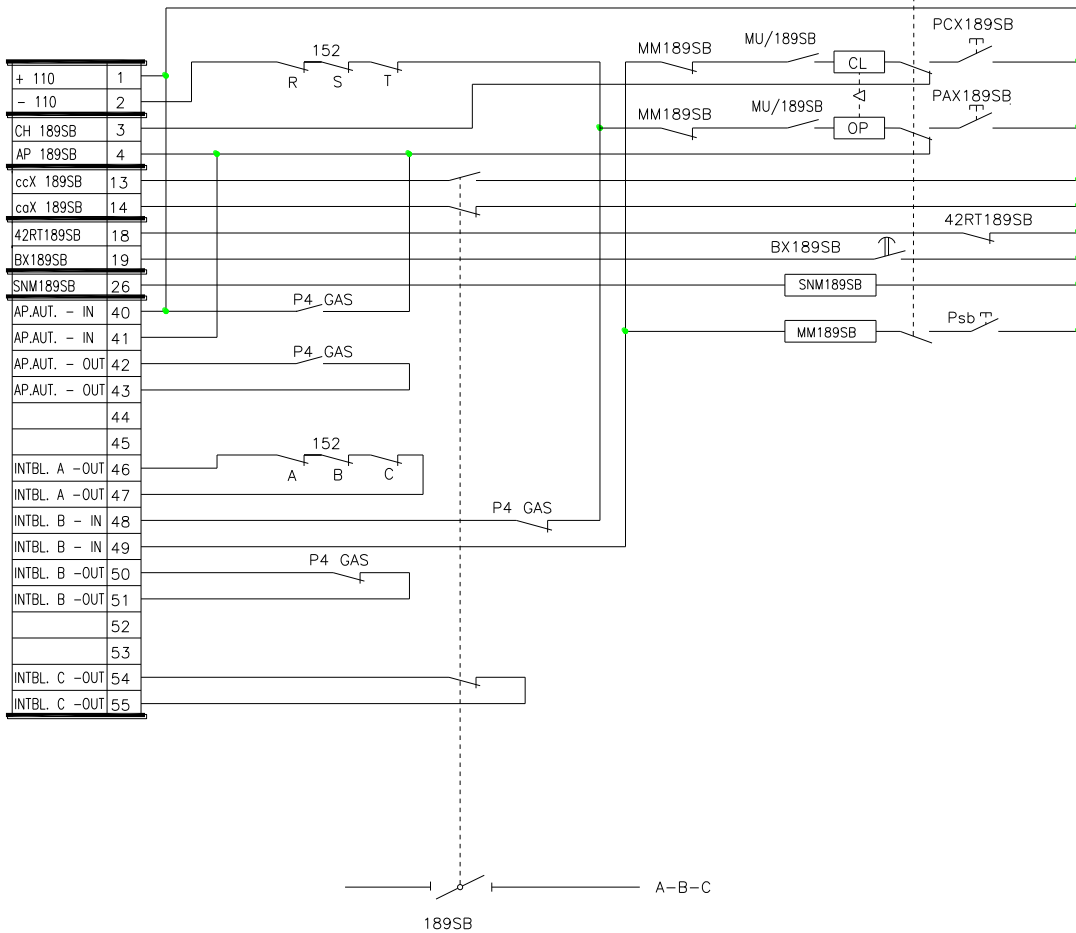 PCX189SB
152
MM189SB
MU/189SB
+ 110 1
R S T
CL
- 110 2
MM189SB
MU/189SB
PAX189SB
CH 189SB 3
OP
AP 189SB 4
ccX 189SB 13
caX 189SB 14
42RT189SB 18
42RT189SB
BX189SB 19
BX189SB
SNM189SB 26
SNM189SB
AP.AUT. - IN 40
P4 GAS
AP.AUT. - IN 41
MM189SB
Psb
AP.AUT. - OUT 42
P4 GAS
AP.AUT. - OUT 43
44
45
152
INTBL. A -OUT 46
A B C
INTBL. A -OUT 47
INTBL. B - IN 48
P4 GAS
INTBL. B - IN 49
INTBL. B -OUT 50
P4 GAS
INTBL. B -OUT 51
52
53
INTBL. C -OUT 54
INTBL. C -OUT 55
A-B-C
189SB